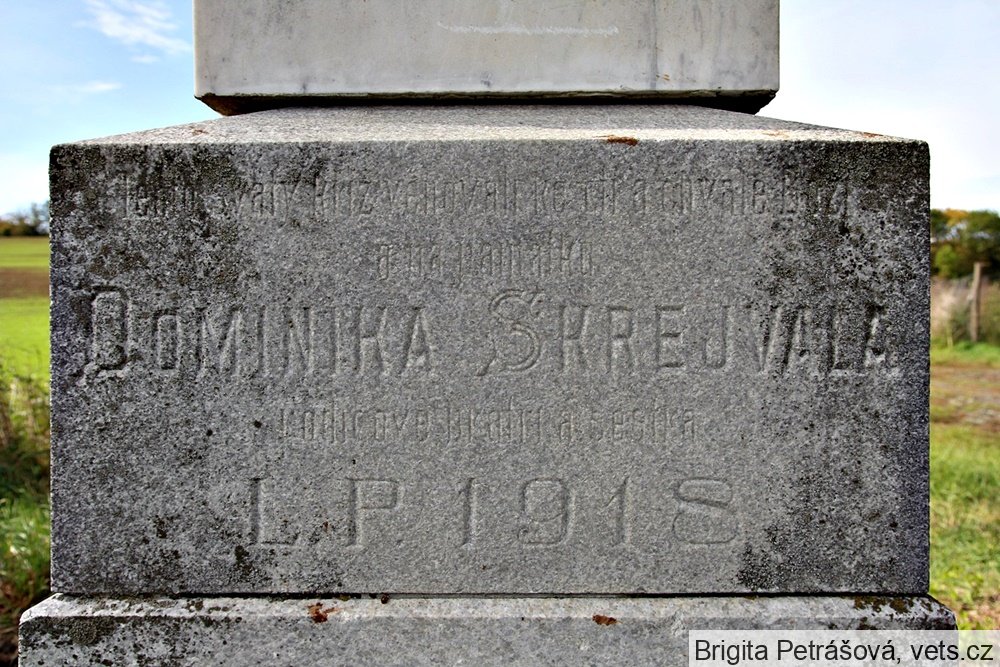 Tento svatý kříž věnovali ke cti a chvále Boží
a na památku
DOMINIKA SKREJVALA
rodičové bratři a sestra
L.P. 1918
Brigita Petrášová, vets.cz